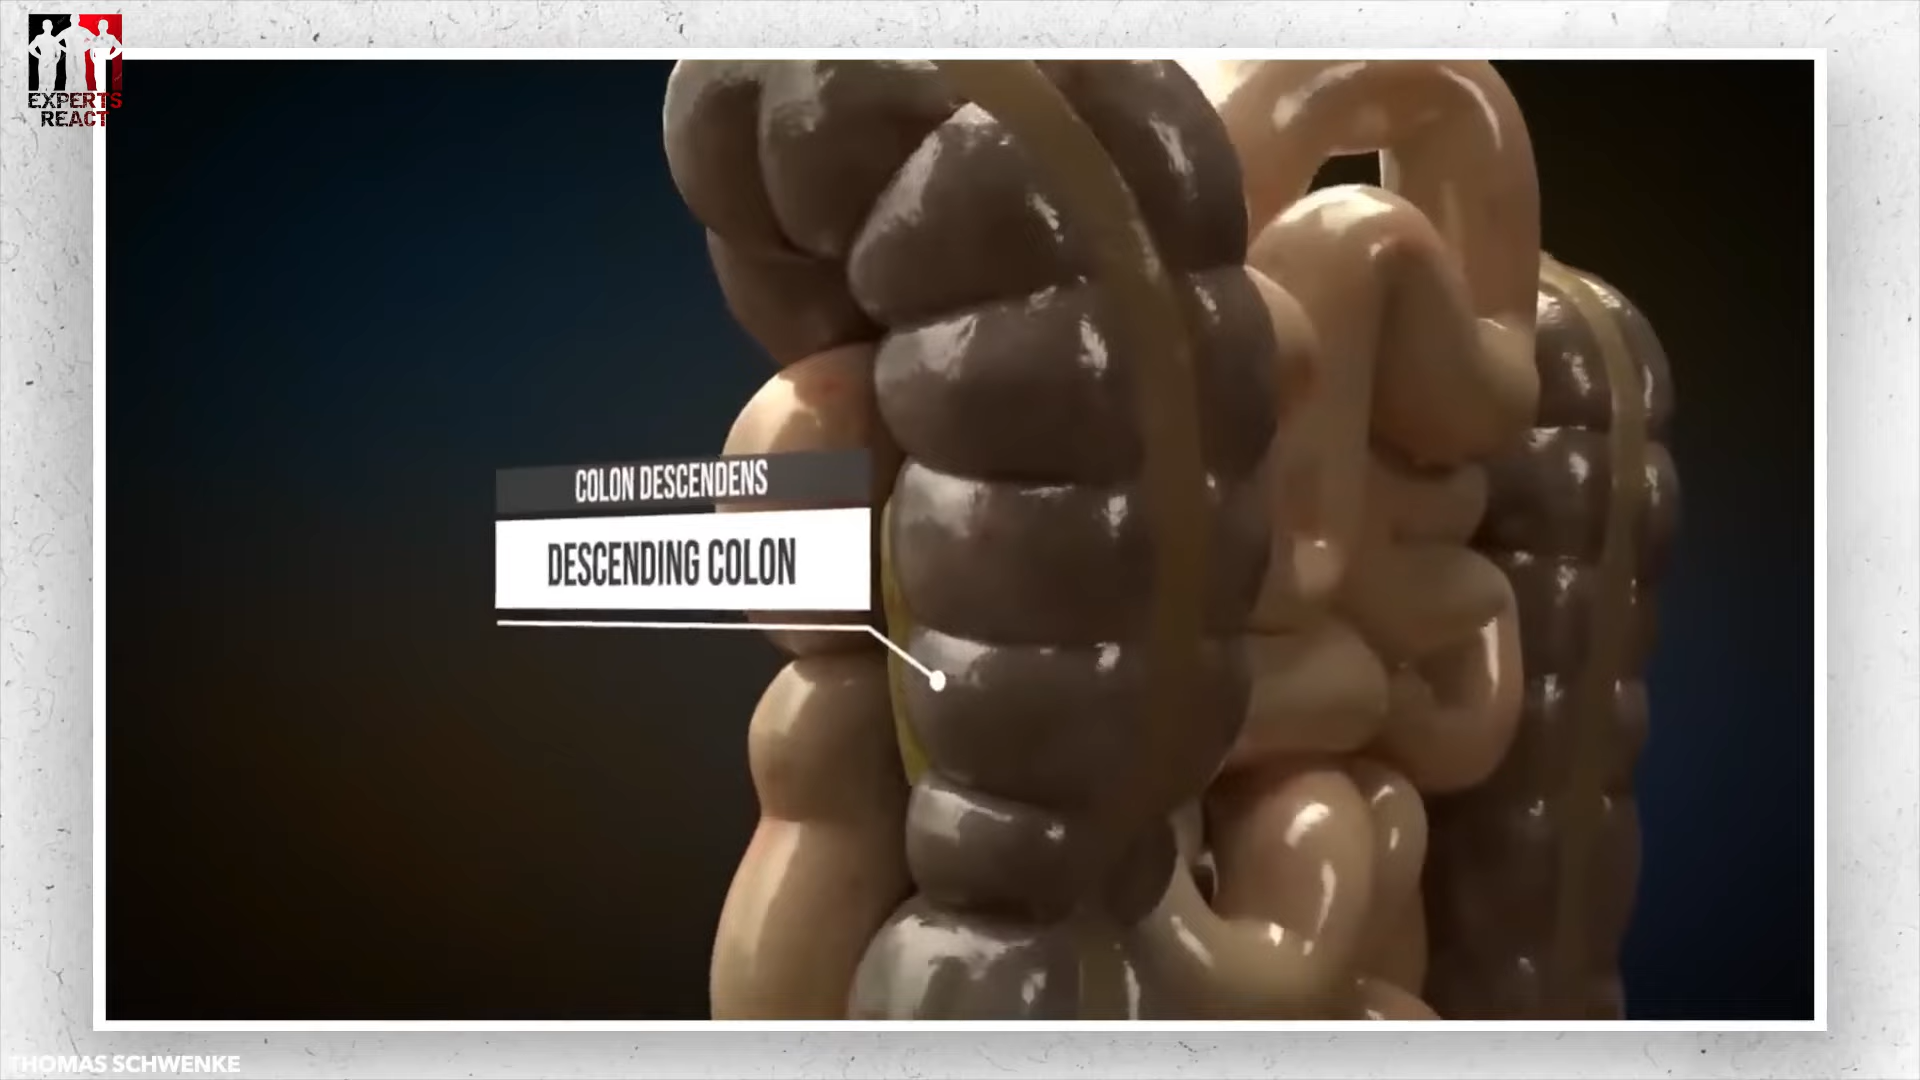 EXPERTS
REACT
COLON DESCENDENS
DESCENDING COLON
THOMAS SCHWENKE